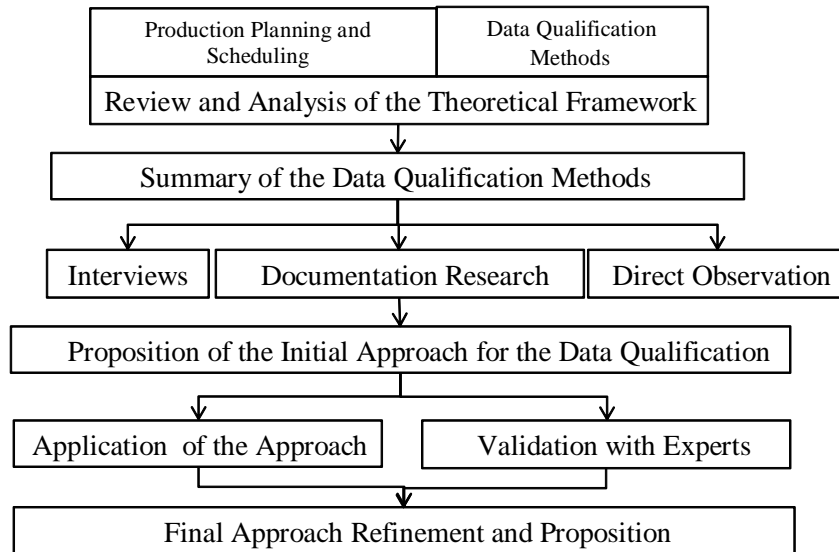 Production Planning and
Scheduling
Data Qualification
Methods
Review and Analysis of the Theoretical Framework
Summary of the Data Qualification Methods
Interviews
Documentation Research
Direct Observation
Proposition of the Initial Approach for the Data Qualification
Application of the Approach
Validation with Experts
Final Approach Refinement and Proposition